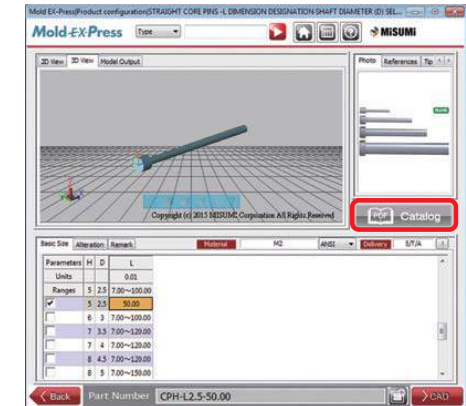 Mold EX-Press(Product configuration)STRAIGHT CORE PINS -L DIMENSION DESIGNATION-SHAFT DIAMETER (D) SEL...
Mold EX-Press Type MiSUMi
2D View 3D View Model Output
Photo References Tip
Copyright (c) 2015 MISUMI Corporation All Rights Reserved
PDF Catalog
Basic Size Alteration Remark Material M2 ANSI Delivery S/T/A
Parameters H D L
Units 0.01
Ranges 5 2.5 7.00~100.00
5 2.5 50.00
6 3 7.00~100.00
7 3.5 7.00~120.00
7 4 7.00~120.00
8 4.5 7.00~120.00
8 5 7.00~150.00
Back Part Number CPH-L2.5-50.00 CAD